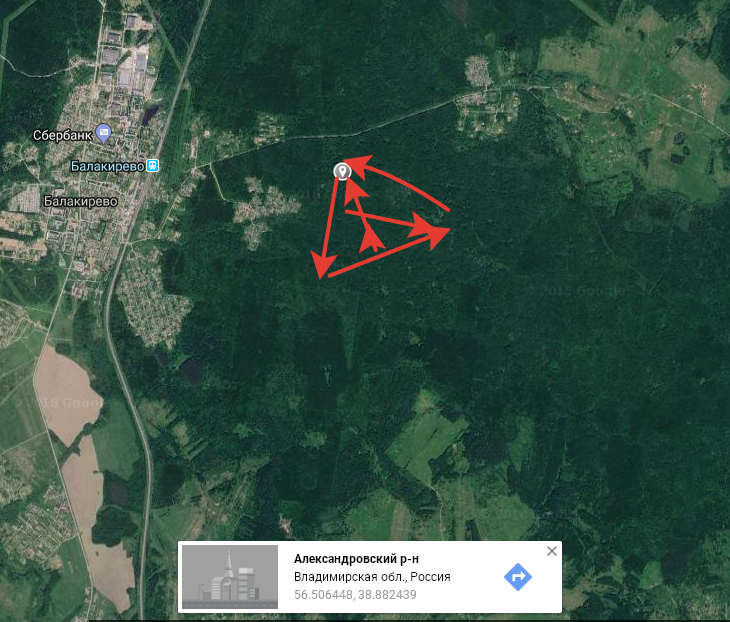 Сбербанк
Балакирево
Балакирево
Александровский р-н
Владимирская обл., Россия
56.506448, 38.882439